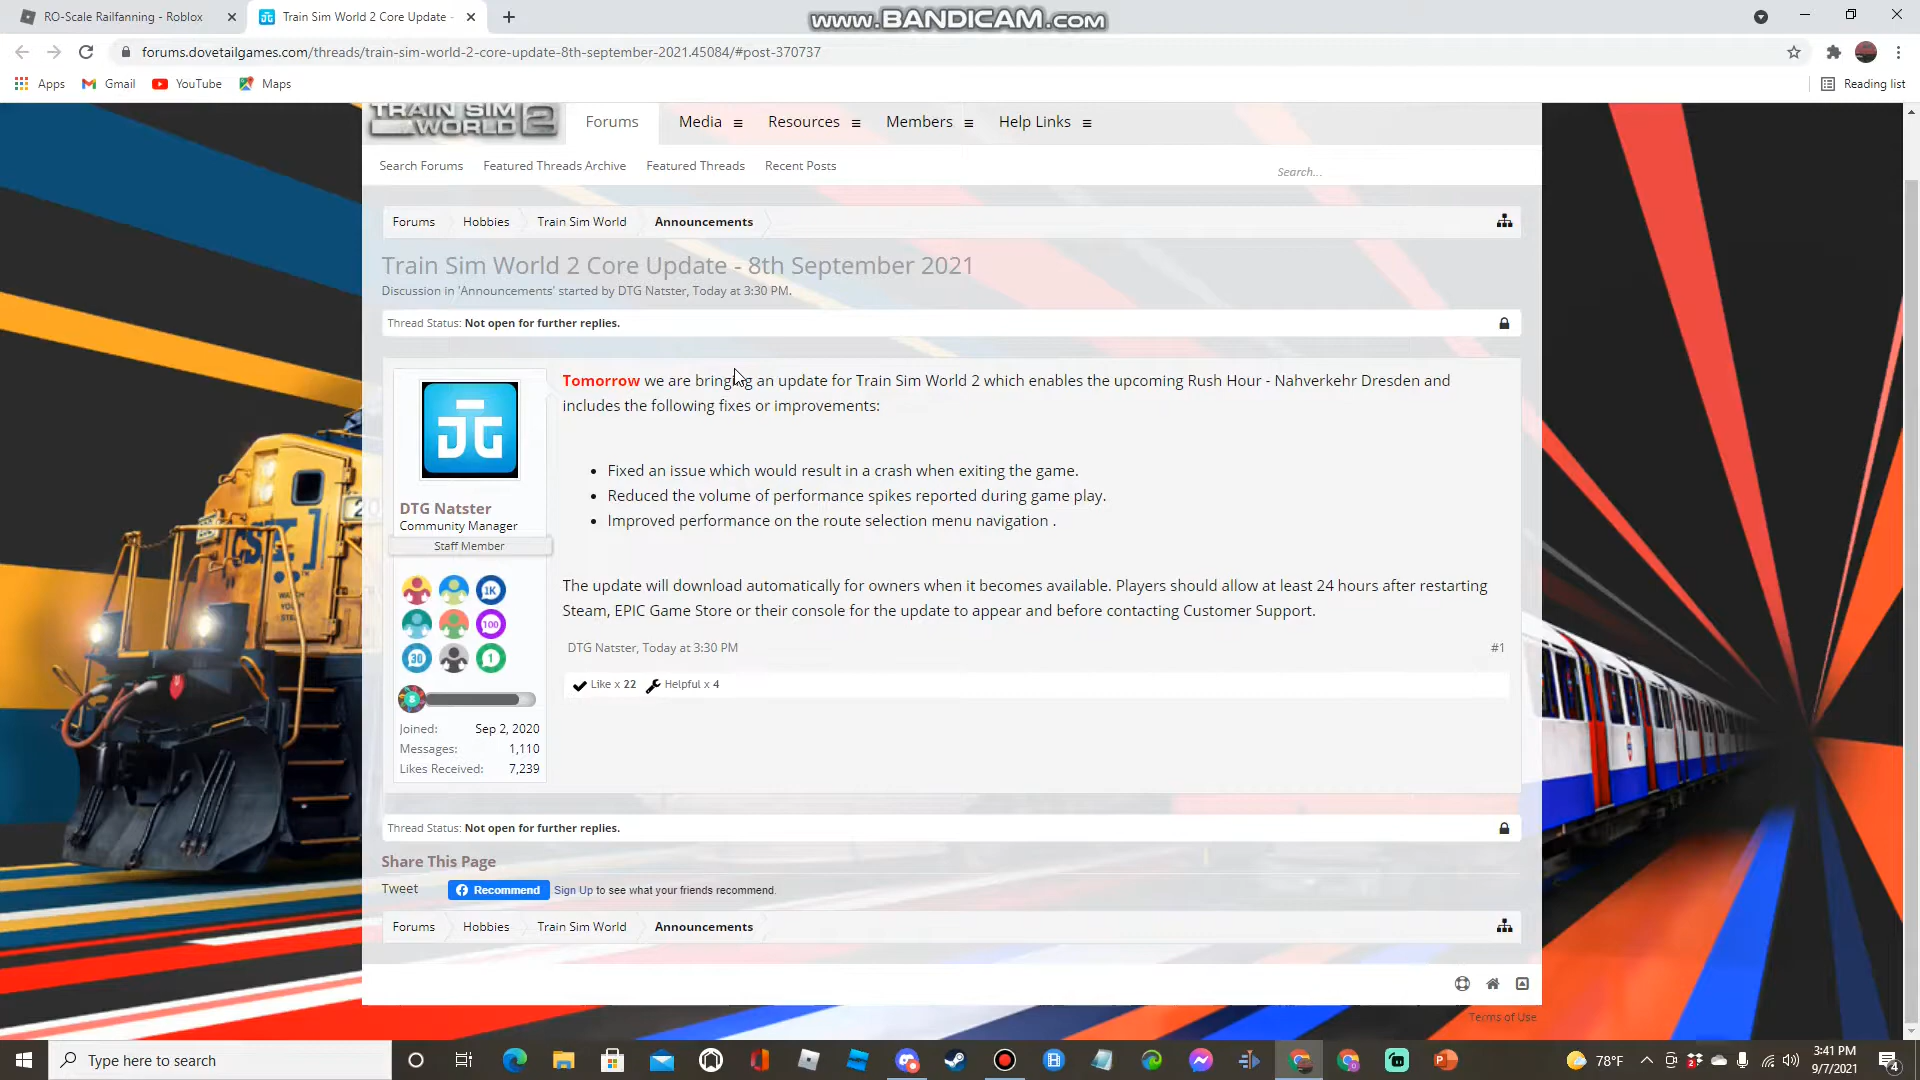 RO-Scale Railfanning - Roblox
Train Sim World 2 Core Update -
www.BANDICAM.com
forums.dovetailgames.com/threads/train-sim-world-2-core-update-8th-september-2021.45084/#post-370737
Apps Gmail YouTube Maps Reading list
TRAIN SIM WORLD 2
Forums Media Resources Members Help Links
Search Forums Featured Threads Archive Featured Threads Recent Posts Search...
Forums Hobbies Train Sim World Announcements
Train Sim World 2 Core Update - 8th September 2021
Discussion in 'Announcements' started by DTG Natster, Today at 3:30 PM.
Thread Status: Not open for further replies.
Tomorrow we are bringing an update for Train Sim World 2 which enables the upcoming Rush Hour - Nahverkehr Dresden and
includes the following fixes or improvements:
• Fixed an issue which would result in a crash when exiting the game.
• Reduced the volume of performance spikes reported during game play.
• Improved performance on the route selection menu navigation .
The update will download automatically for owners when it becomes available. Players should allow at least 24 hours after restarting
Steam, EPIC Game Store or their console for the update to appear and before contacting Customer Support.
DTG Natster, Today at 3:30 PM #1
Like x 22 Helpful x 4
DTG Natster
Community Manager
Staff Member
1K
100
30 1
8
Joined: Sep 2, 2020
Messages: 1,110
Likes Received: 7,239
CSX
Thread Status: Not open for further replies.
Share This Page
Tweet Recommend Sign Up to see what your friends recommend.
Forums Hobbies Train Sim World Announcements
Terms of Use
Type here to search
78°F
3:41 PM
9/7/2021
4